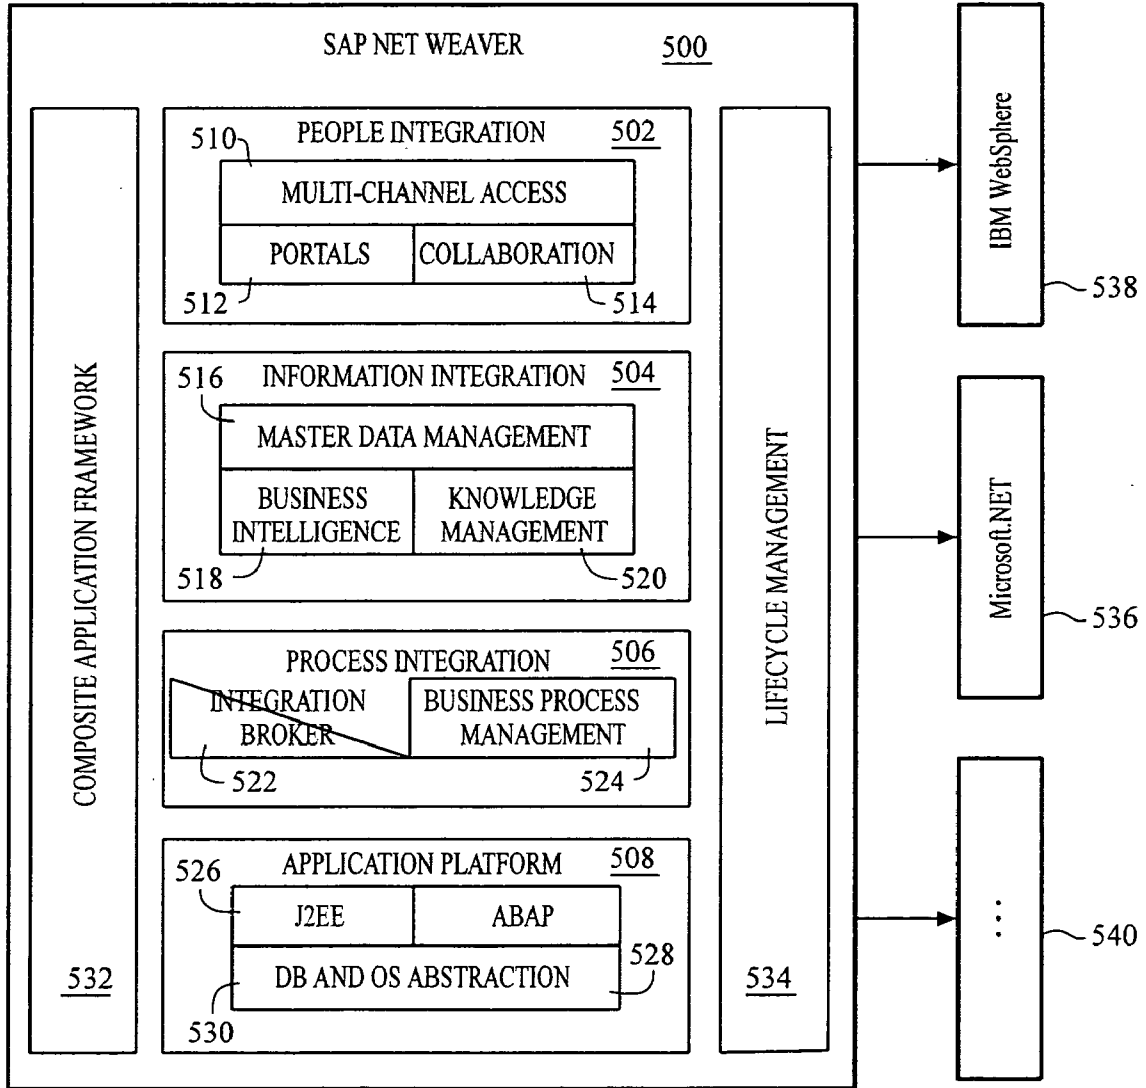 SAP NET WEAVER 500
COMPOSITE APPLICATION FRAMEWORK
532
PEOPLE INTEGRATION 502
510
MULTI-CHANNEL ACCESS
PORTALS COLLABORATION
512 514
INFORMATION INTEGRATION 504
516
MASTER DATA MANAGEMENT
BUSINESS INTELLIGENCE
KNOWLEDGE MANAGEMENT
518 520
PROCESS INTEGRATION 506
INTEGRATION BROKER
BUSINESS PROCESS MANAGEMENT
522 524
APPLICATION PLATFORM 508
526
J2EE ABAP
528
DB AND OS ABSTRACTION
530
LIFECYCLE MANAGEMENT
534
IBM WebSphere
538
Microsoft.NET
536
...
540